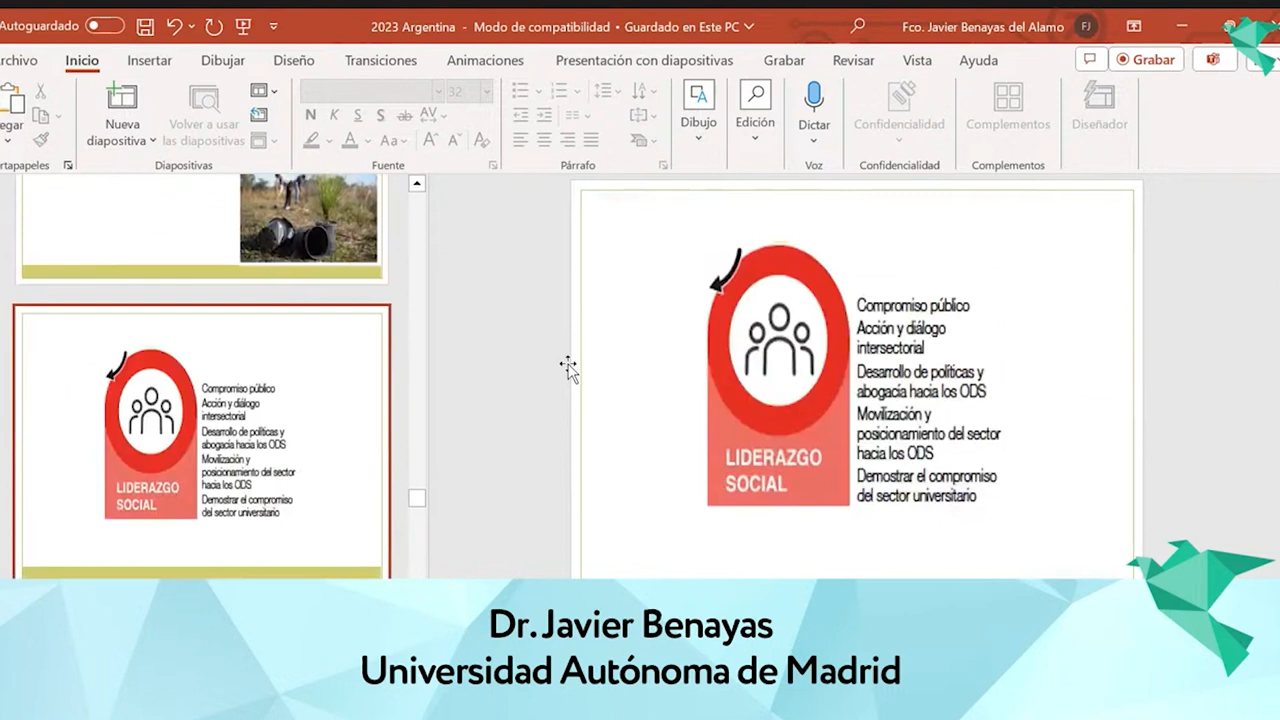 Autoguardado
2023 Argentina - Modo de compatibilidad • Guardado en Este PC
Fco. Javier Benayas del Alamo
FJ
rchivo
Inicio
Insertar
Dibujar
Diseño
Transiciones
Animaciones
Presentación con diapositivas
Grabar
Revisar
Vista
Ayuda
Grabar
egar
Nueva
diapositiva
Volver a usar
las diapositivas
32
N K S S ab AV
Aa A A
Dibujo
Edición
Dictar
Confidencialidad
Complementos
Diseñador
rtapapeles
Diapositivas
Fuente
Párrafo
Voz
Confidencialidad
Complementos
Compromiso público
Acción y diálogo
intersectorial
Desarrollo de políticas y
abogacía hacia los ODS
Movilización y
posicionamiento del sector
hacia los ODS
Demostrar el compromiso
del sector universitario
LIDERAZGO
SOCIAL
Compromiso público
Acción y diálogo
intersectorial
Desarrollo de políticas y
abogacía hacia los ODS
Movilización y
posicionamiento del sector
hacia los ODS
Demostrar el compromiso
del sector universitario
LIDERAZGO
SOCIAL
Dr. Javier Benayas
Universidad Autónoma de Madrid